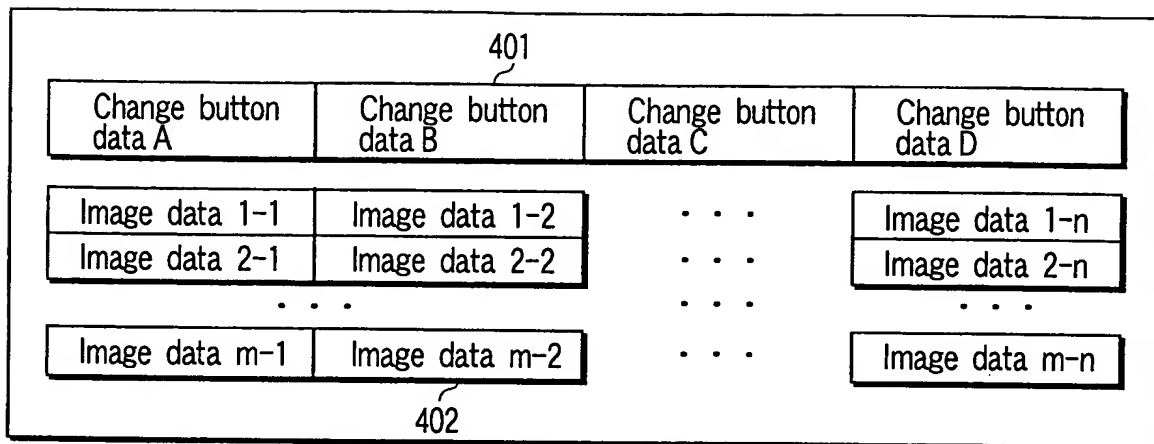 401
Change button data A Change button data B Change button data C Change button data D
Image data 1-1 Image data 1-2 . . . Image data 1-n
Image data 2-1 Image data 2-2 . . . Image data 2-n
. . . . . . . . .
Image data m-1 Image data m-2 . . . Image data m-n
402